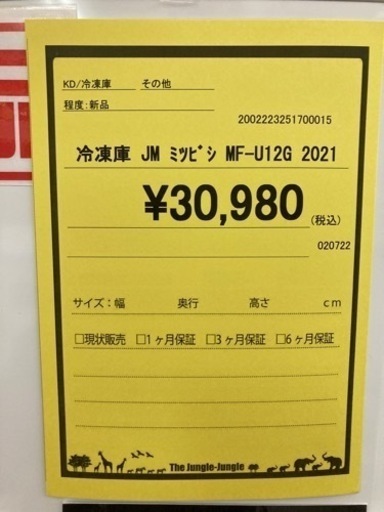 KD/冷凍庫 その他
程度:新品
2002223251700015
冷凍庫 JM ﾐﾂﾋﾞｼ MF-U12G 2021
¥30,980(税込)
020722
サイズ:幅 奥行 高さ cm
□現状販売 □1ヶ月保証 □3ヶ月保証 □6ヶ月保証
The Jungle-Jungle